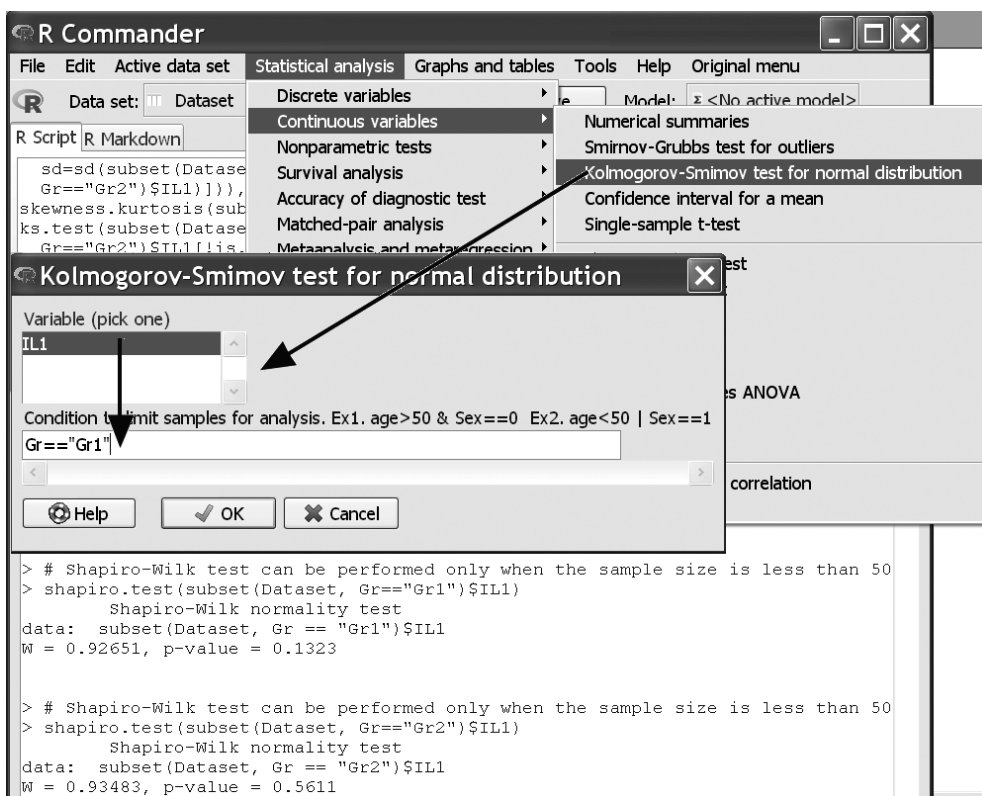 R Commander
File Edit Active data set Statistical analysis Graphs and tables Tools Help Original menu
R Data set: Dataset Model: Σ <No active model>
R Script R Markdown
Discrete variables
Continuous variables
Nonparametric tests
Survival analysis
Accuracy of diagnostic test
Matched-pair analysis
Metaanalysis and metaregression
Numerical summaries
Smirnov-Grubbs test for outliers
Kolmogorov-Smimov test for normal distribution
Confidence interval for a mean
Single-sample t-test
est
es ANOVA
correlation
sd=sd(subset(Datase
Gr=="Gr2")$IL1)])),
skewness.kurtosis(sub
ks.test(subset(Datase
Gr=="Gr2")$IL1[!is.
Kolmogorov-Smimov test for normal distribution
Variable (pick one)
IL1
Condition to limit samples for analysis. Ex1. age>50 & Sex==0 Ex2. age<50 | Sex==1
Gr=="Gr1"
Help OK Cancel
> # Shapiro-Wilk test can be performed only when the sample size is less than 50
> shapiro.test(subset(Dataset, Gr=="Gr1")$IL1)
Shapiro-Wilk normality test
data: subset(Dataset, Gr == "Gr1")$IL1
W = 0.92651, p-value = 0.1323
> # Shapiro-Wilk test can be performed only when the sample size is less than 50
> shapiro.test(subset(Dataset, Gr=="Gr2")$IL1)
Shapiro-Wilk normality test
data: subset(Dataset, Gr == "Gr2")$IL1
W = 0.93483, p-value = 0.5611